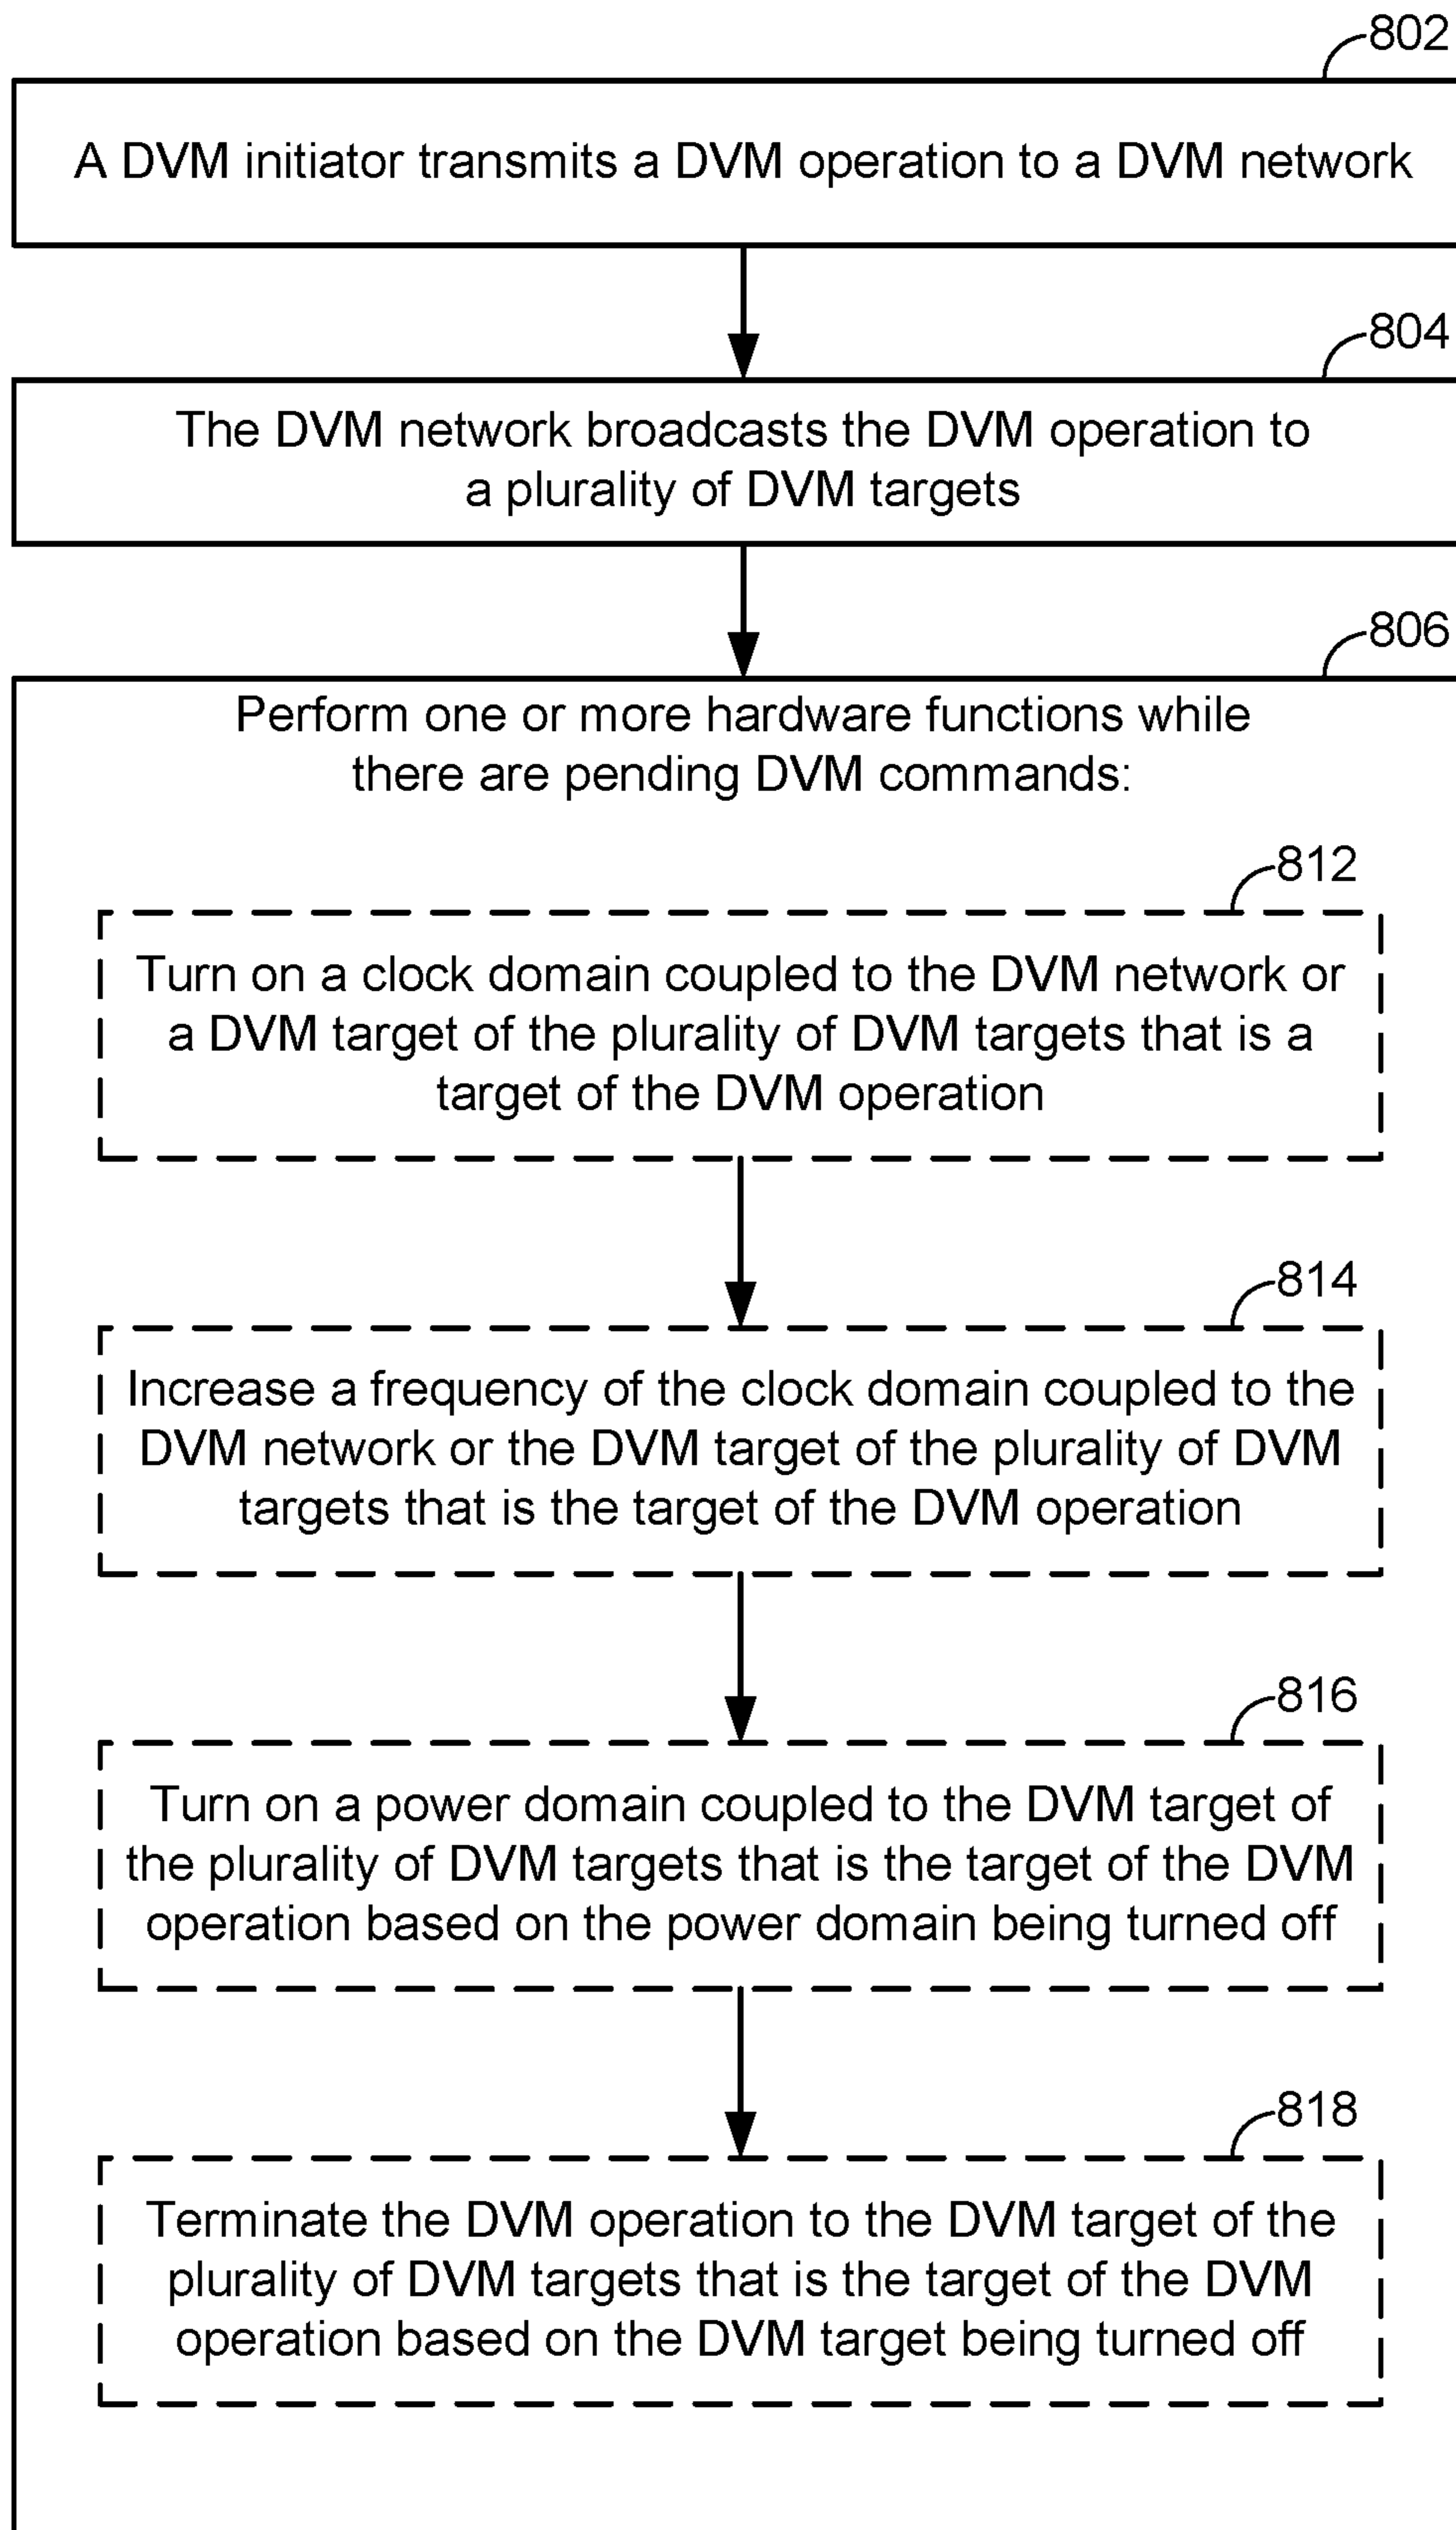 802
A DVM initiator transmits a DVM operation to a DVM network
804
The DVM network broadcasts the DVM operation to
a plurality of DVM targets
806
Perform one or more hardware functions while
there are pending DVM commands:
812
Turn on a clock domain coupled to the DVM network or
a DVM target of the plurality of DVM targets that is a
target of the DVM operation
814
Increase a frequency of the clock domain coupled to the
DVM network or the DVM target of the plurality of DVM
targets that is the target of the DVM operation
816
Turn on a power domain coupled to the DVM target of
the plurality of DVM targets that is the target of the DVM
operation based on the power domain being turned off
818
Terminate the DVM operation to the DVM target of the
plurality of DVM targets that is the target of the DVM
operation based on the DVM target being turned off